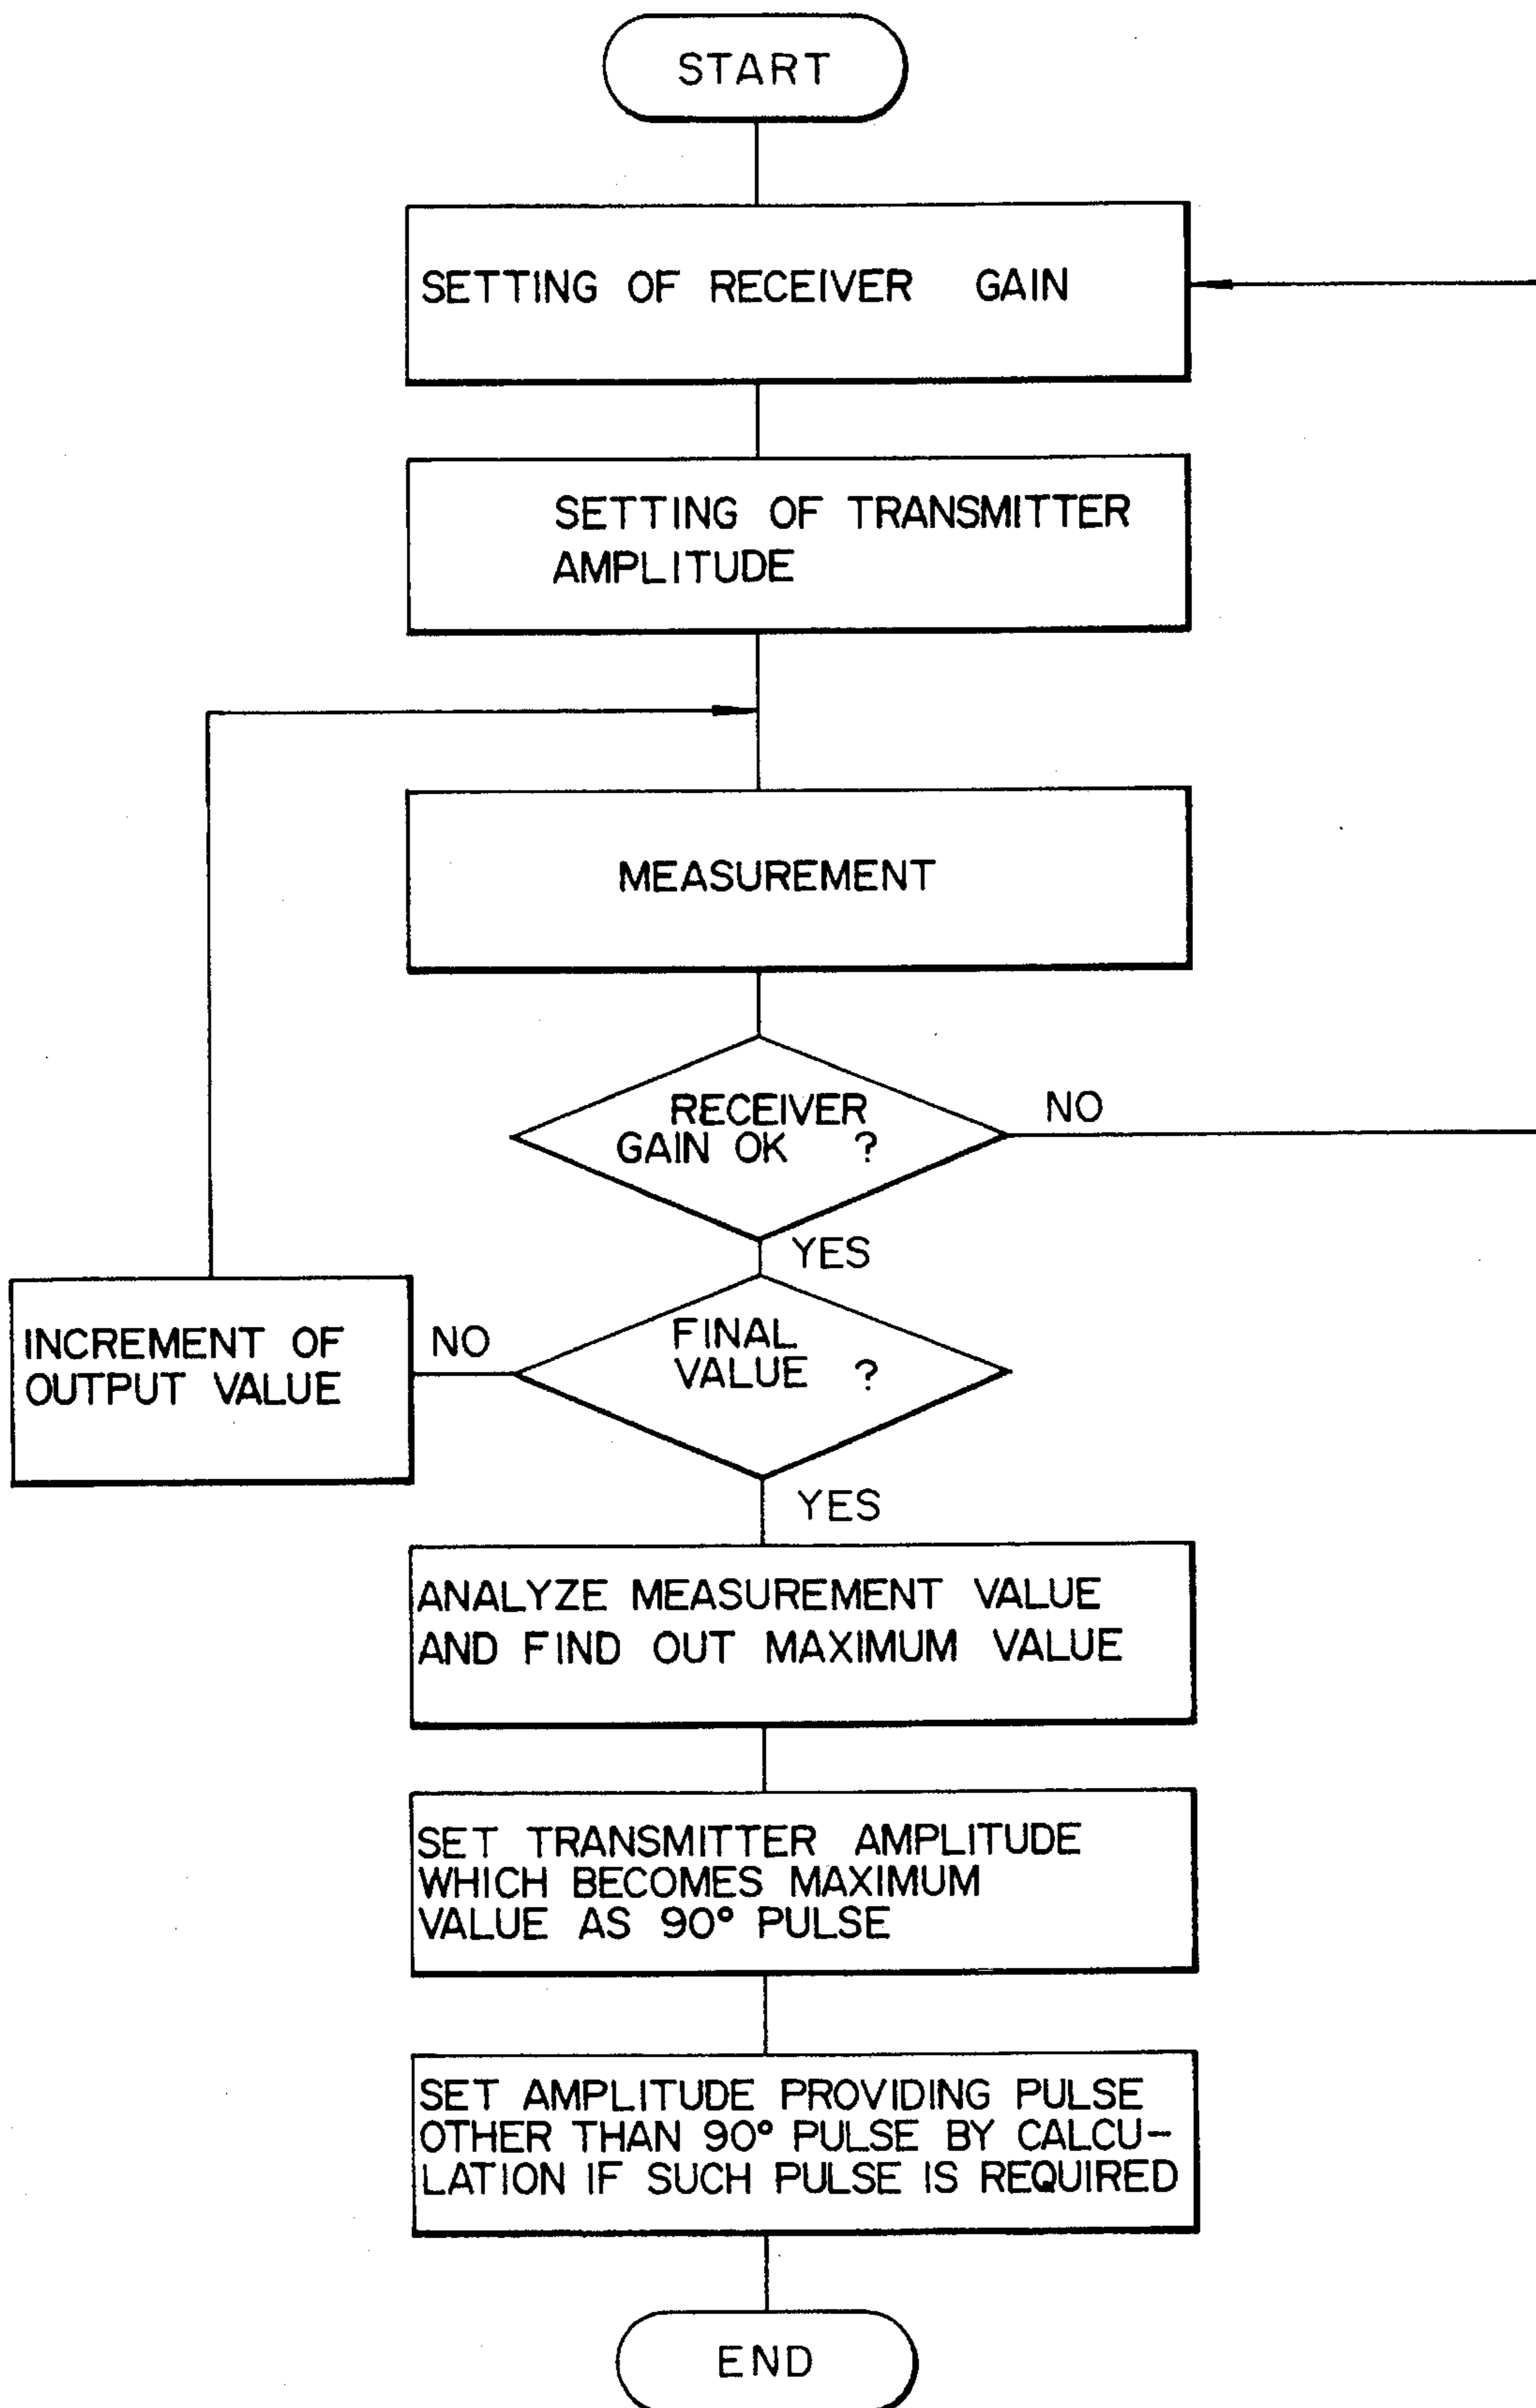 START
SETTING OF RECEIVER GAIN
SETTING OF TRANSMITTER
AMPLITUDE
MEASUREMENT
RECEIVER
GAIN OK ?
NO
YES
FINAL
VALUE ?
NO
INCREMENT OF
OUTPUT VALUE
YES
ANALYZE MEASUREMENT VALUE
AND FIND OUT MAXIMUM VALUE
SET TRANSMITTER AMPLITUDE
WHICH BECOMES MAXIMUM
VALUE AS 90° PULSE
SET AMPLITUDE PROVIDING PULSE
OTHER THAN 90° PULSE BY CALCU-
LATION IF SUCH PULSE IS REQUIRED
END